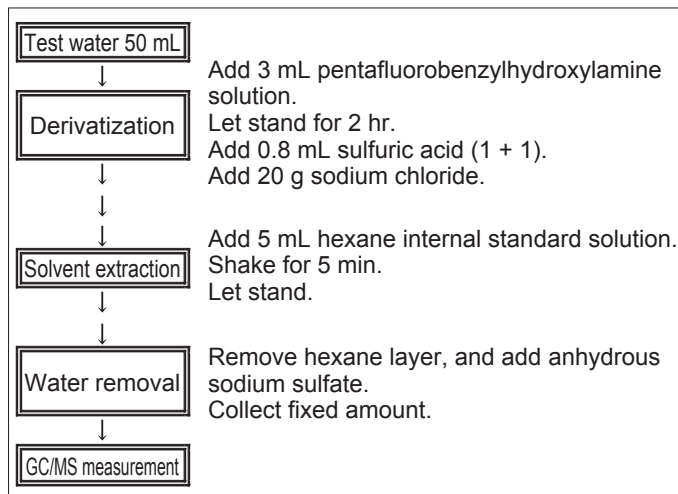 Test water 50 mL
↓
Add 3 mL pentafluorobenzylhydroxylamine
solution.
Let stand for 2 hr.
Add 0.8 mL sulfuric acid (1 + 1).
Add 20 g sodium chloride.
Derivatization
↓
↓
↓
Add 5 mL hexane internal standard solution.
Shake for 5 min.
Let stand.
Solvent extraction
↓
↓
Remove hexane layer, and add anhydrous
sodium sulfate.
Collect fixed amount.
Water removal
↓
GC/MS measurement